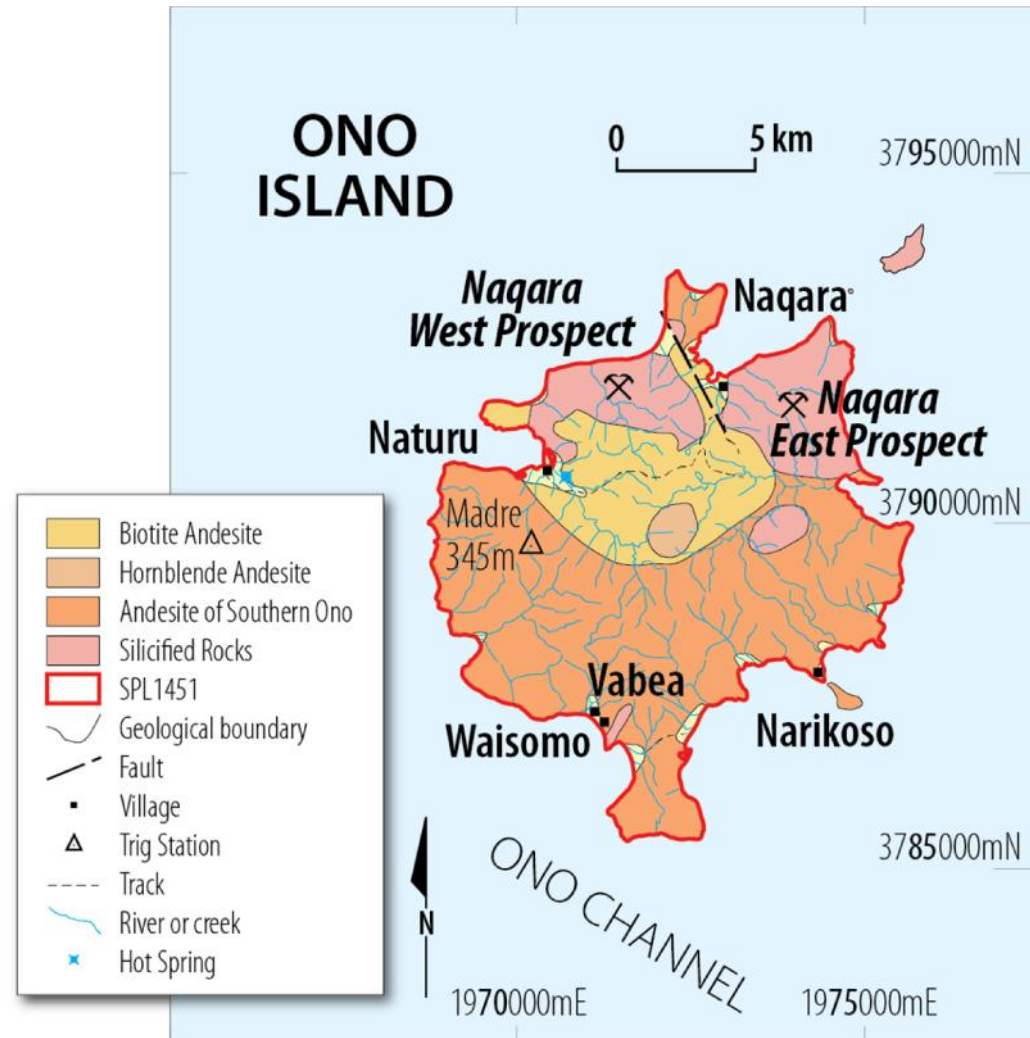 ONO
ISLAND
0 5 km
3795000mN
Naqara
West Prospect
Naqara
Naqara
East Prospect
Naturu
3790000mN
Madre
345m
Biotite Andesite
Hornblende Andesite
Andesite of Southern Ono
Silicified Rocks
SPL1451
Geological boundary
Fault
Village
Trig Station
Track
River or creek
Hot Spring
Vabea
Waisomo
Narikoso
3785000mN
ONO CHANNEL
N
1970000mE
1975000mE